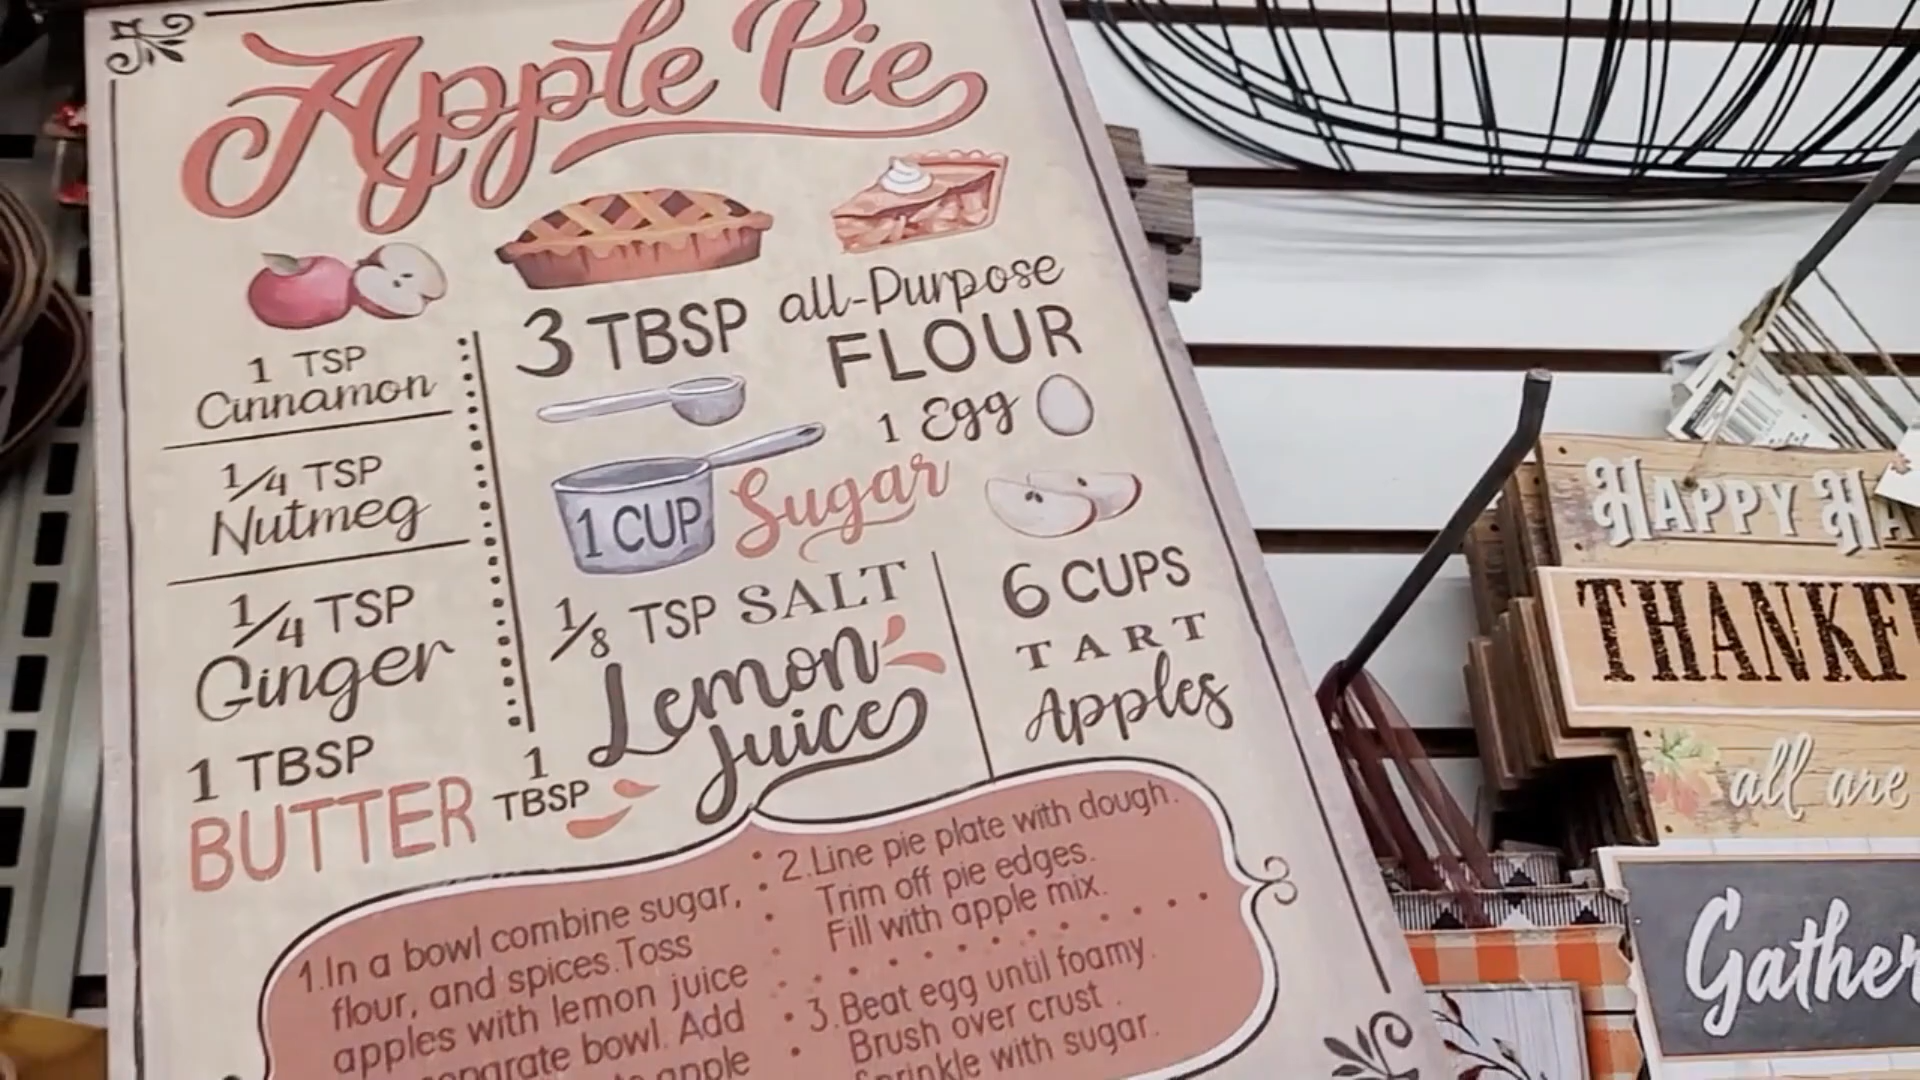 Apple Pie
1 TSP
Cinnamon
1/4 TSP
Nutmeg
1/4 TSP
Ginger
1 TBSP
BUTTER
3 TBSP all-Purpose
FLOUR
1 Egg
1 CUP Sugar
1/8 TSP SALT
1
TBSP
Lemon
Juice
6 CUPS
TART
Apples
1.In a bowl combine sugar,
flour, and spices.Toss
apples with lemon juice
separate bowl. Add
apple
2.Line pie plate with dough.
Trim off pie edges.
Fill with apple mix.
3.Beat egg until foamy.
Brush over crust.
Sprinkle with sugar.
HAPPY
all are
Gather